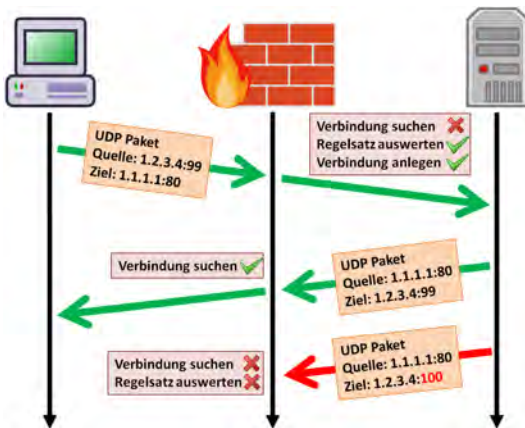 UDP Paket
Quelle: 1.2.3.4:99
Ziel: 1.1.1.1:80
Verbindung suchen
Regelsatz auswerten
Verbindung anlegen
Verbindung suchen
UDP Paket
Quelle: 1.1.1.1:80
Ziel: 1.2.3.4:99
Verbindung suchen
Regelsatz auswerten
UDP Paket
Quelle: 1.1.1.1:80
Ziel: 1.2.3.4:100